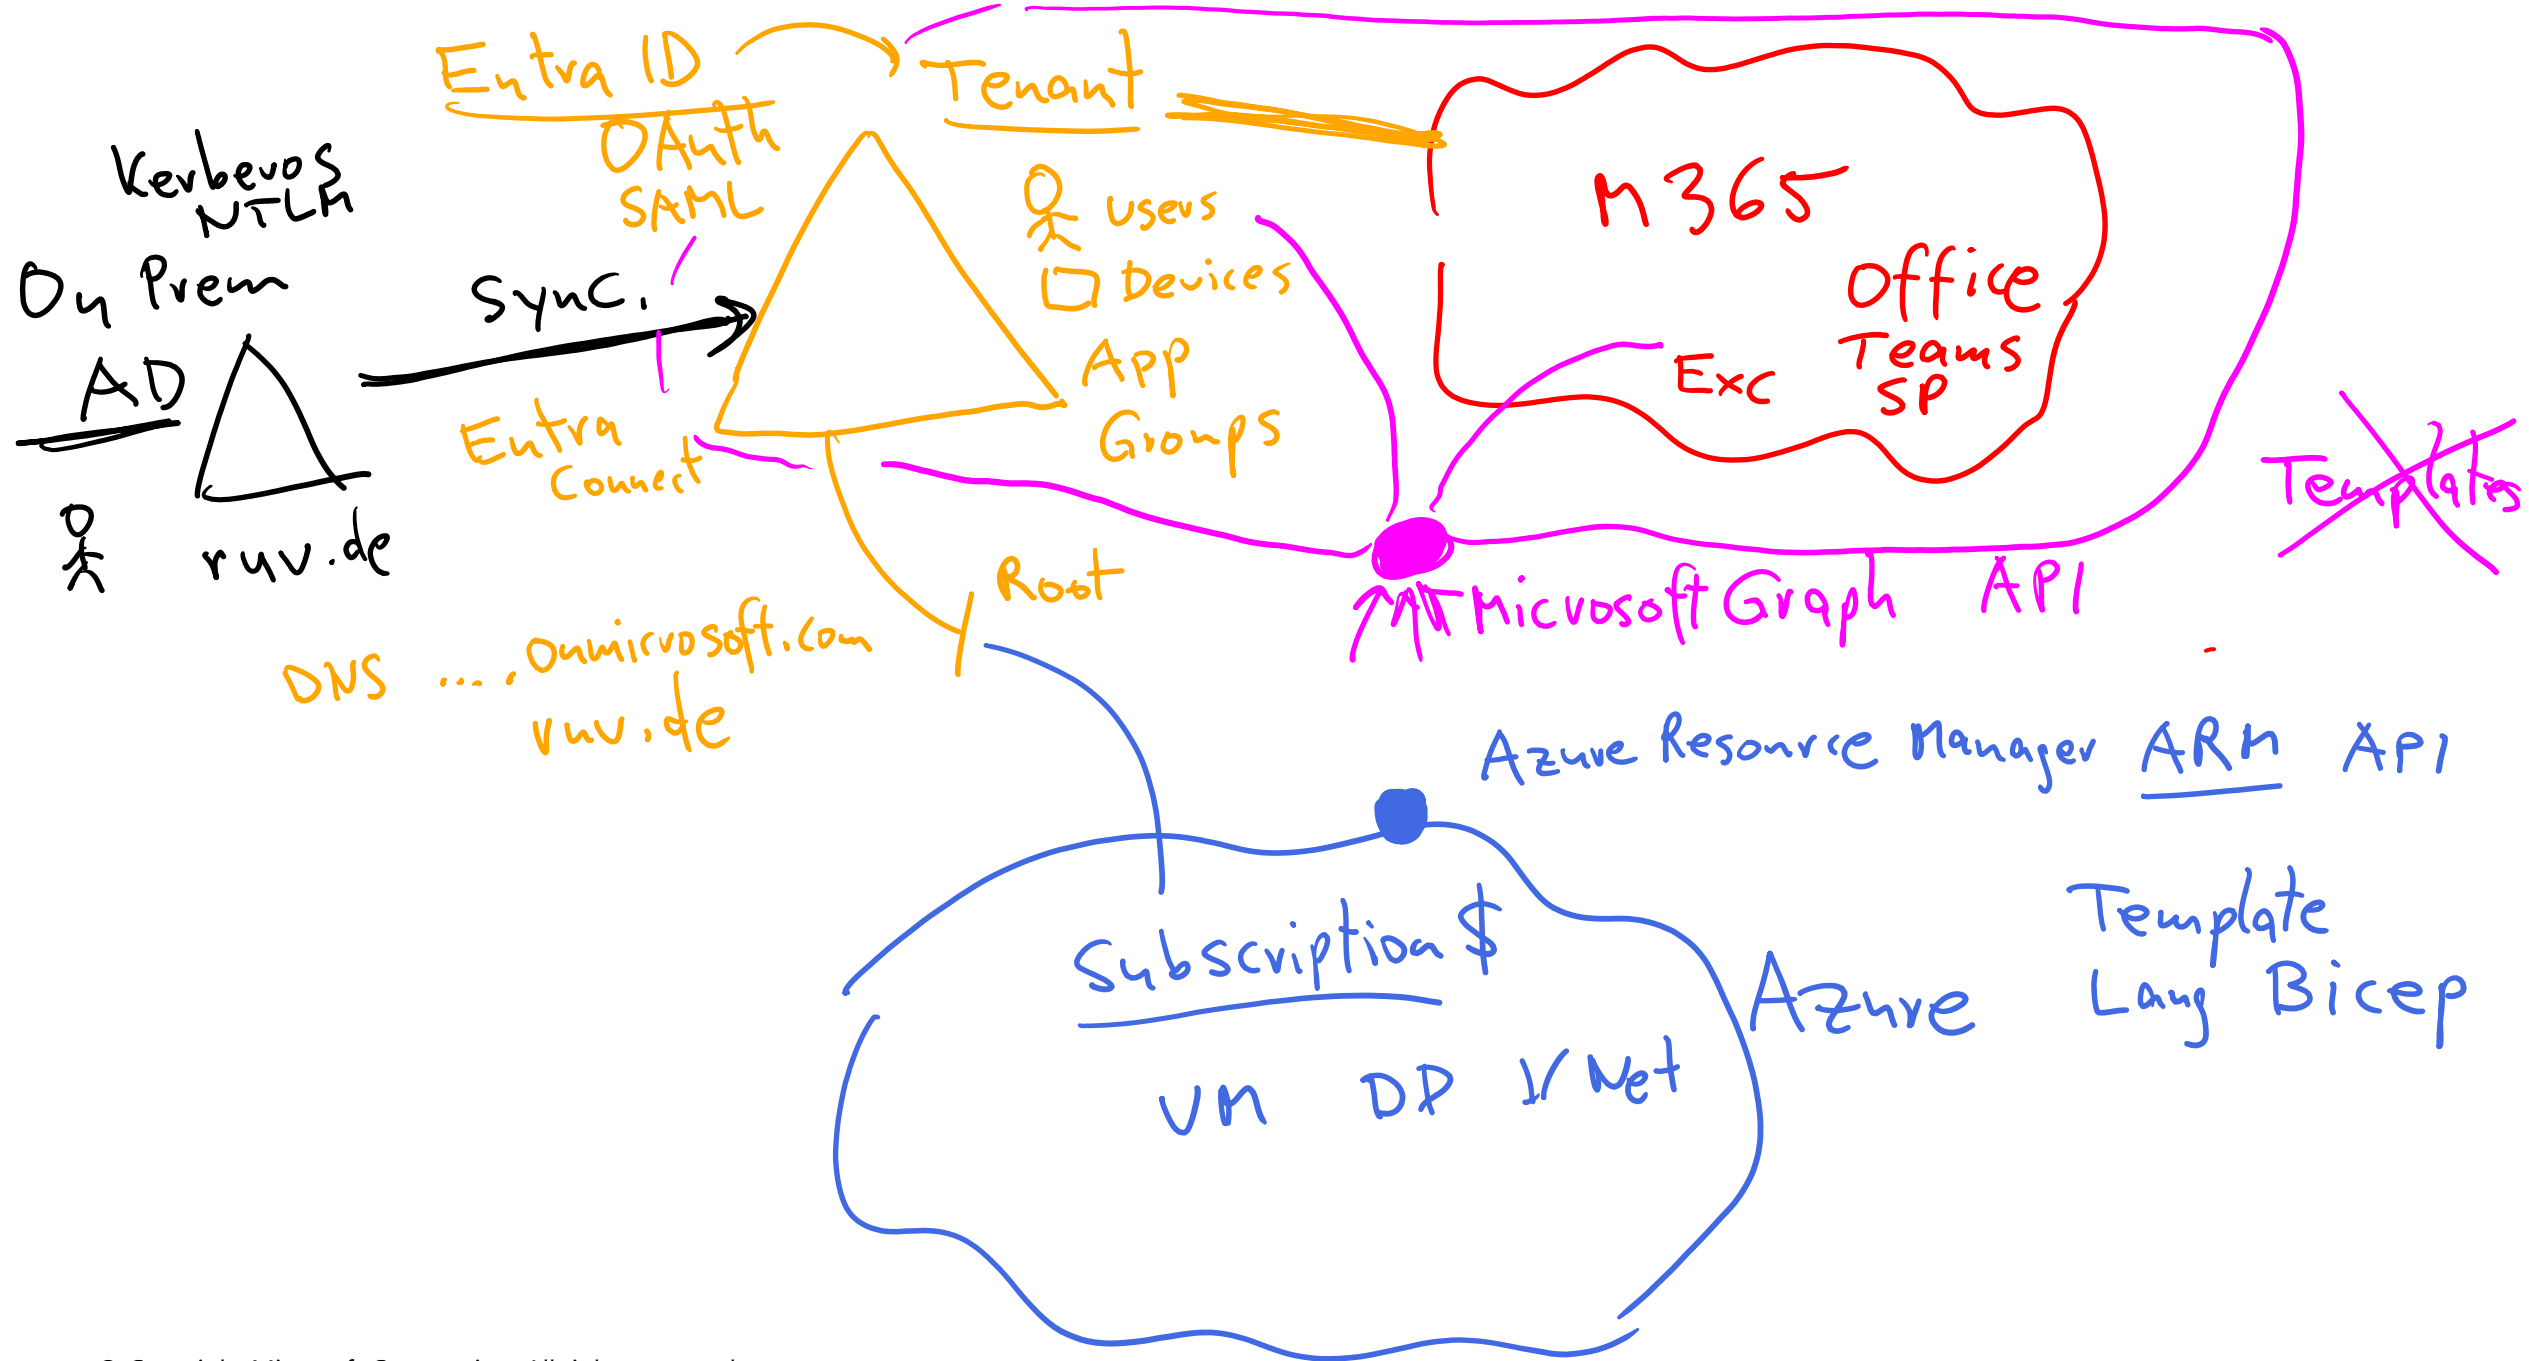 Entra ID
OAuth
SAML
Tenant
Kerberos
NTLM
On Prem
AD
ruv.de
Sync.
Entra
Connect
Users
Devices
App
Groups
M365
Office
Teams
SP
Exc
Templates
Microsoft Graph API
Root
DNS .....onmicrosoft.com
ruv.de
Azure Resource Manager ARM API
Subscription $
VM
VNet
Azure
Template
Lang Bicep